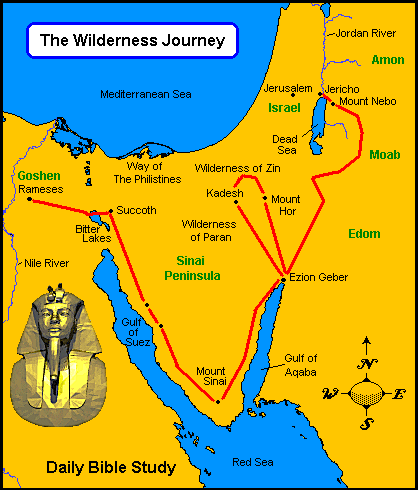 The Wilderness Journey
Jordan River
Amon
Mediterranean Sea
Jerusalem
Jericho
Israel
Mount Nebo
Dead
Sea
Way of
The Philistines
Wilderness of Zin
Moab
Goshen
Rameses
Kadesh
Mount
Hor
Succoth
Bitter
Lakes
Wilderness
of Paran
Edom
Nile River
Sinai
Peninsula
Ezion Geber
Gulf
of
Suez
Mount
Sinai
Gulf of
Aqaba
N
W
E
S
Daily Bible Study
Red Sea